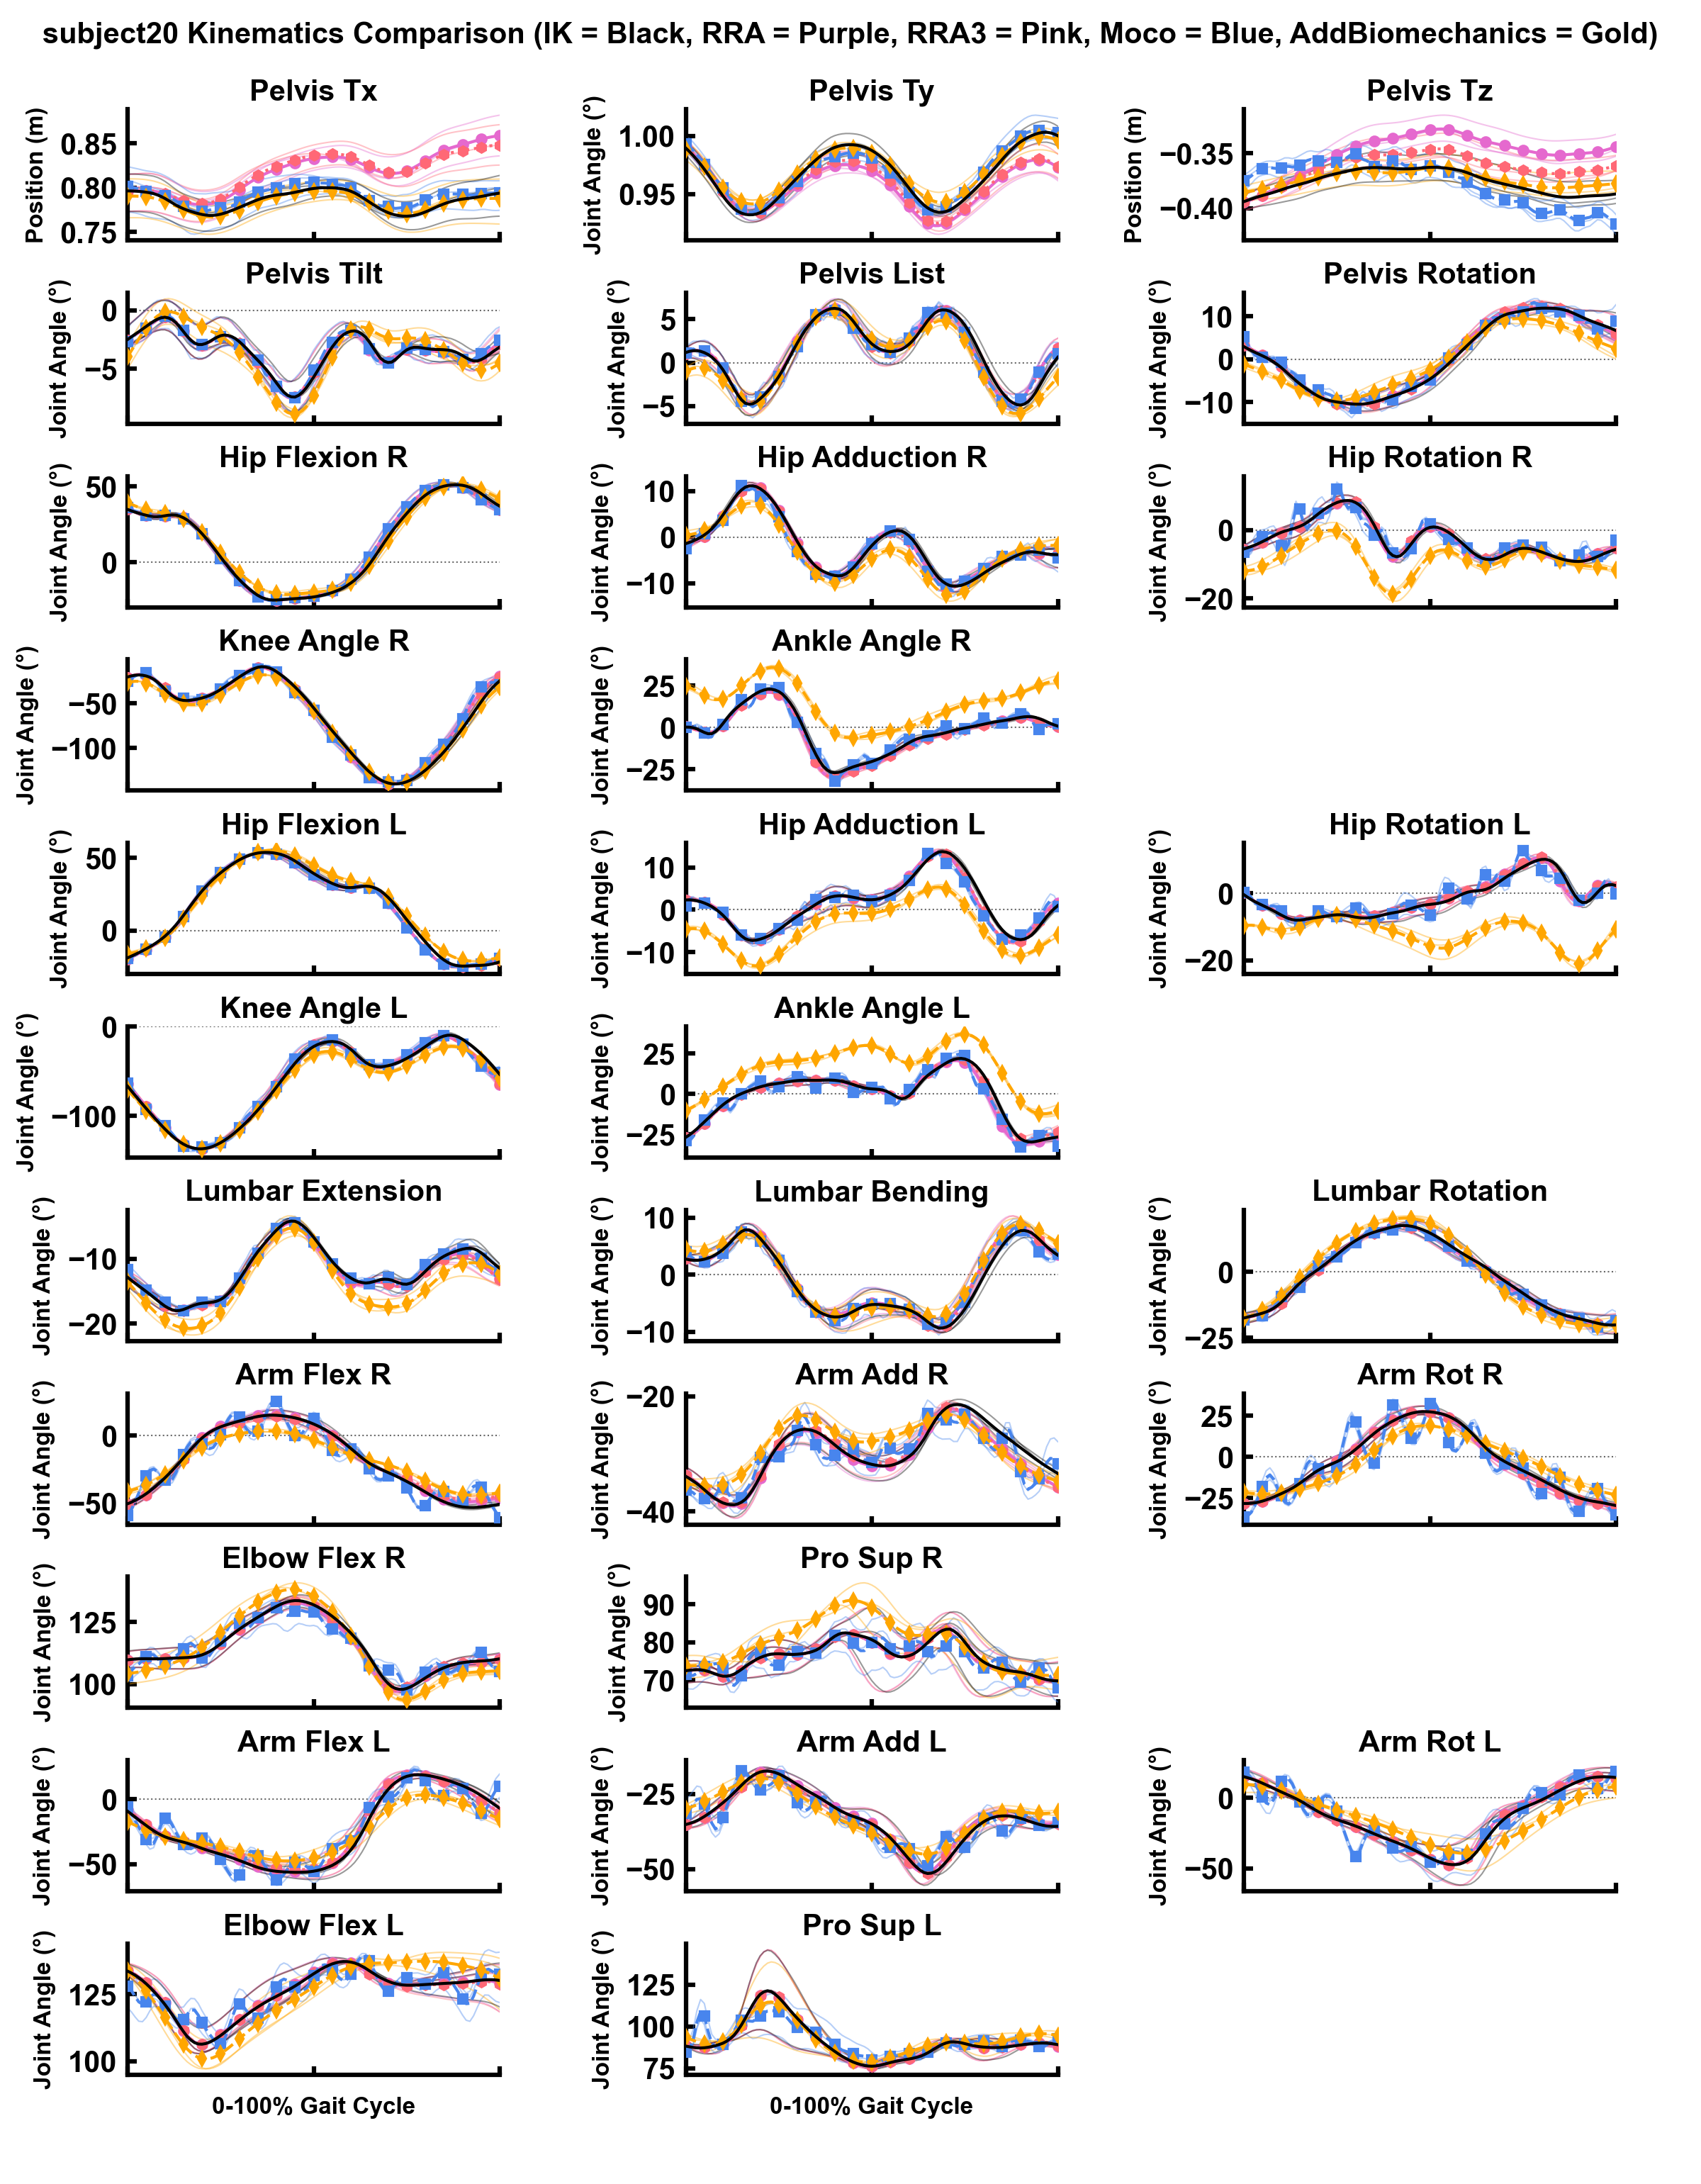 subject20 Kinematics Comparison (IK = Black, RRA = Purple, RRA3 = Pink, Moco = Blue, AddBiomechanics = Gold)
Pelvis Tx
Position (m)
0.85
0.80
0.75
Pelvis Ty
Joint Angle (°)
1.00
0.95
Pelvis Tz
Position (m)
−0.35
−0.40
Pelvis Tilt
Joint Angle (°)
0
−5
Pelvis List
Joint Angle (°)
5
0
−5
Pelvis Rotation
Joint Angle (°)
10
0
−10
Hip Flexion R
Joint Angle (°)
50
0
Hip Adduction R
Joint Angle (°)
10
0
−10
Hip Rotation R
Joint Angle (°)
0
−20
Knee Angle R
Joint Angle (°)
−50
−100
Ankle Angle R
Joint Angle (°)
25
0
−25
Hip Flexion L
Joint Angle (°)
50
0
Hip Adduction L
Joint Angle (°)
10
0
−10
Hip Rotation L
Joint Angle (°)
0
−20
Knee Angle L
Joint Angle (°)
0
−100
Ankle Angle L
Joint Angle (°)
25
0
−25
Lumbar Extension
Joint Angle (°)
−10
−20
Lumbar Bending
Joint Angle (°)
10
0
−10
Lumbar Rotation
Joint Angle (°)
0
−25
Arm Flex R
Joint Angle (°)
0
−50
Arm Add R
Joint Angle (°)
−20
−40
Arm Rot R
Joint Angle (°)
25
0
−25
Elbow Flex R
Joint Angle (°)
125
100
Pro Sup R
Joint Angle (°)
90
80
70
Arm Flex L
Joint Angle (°)
0
−50
Arm Add L
Joint Angle (°)
−25
−50
Arm Rot L
Joint Angle (°)
0
−50
Elbow Flex L
Joint Angle (°)
125
100
0-100% Gait Cycle
Pro Sup L
Joint Angle (°)
125
100
75
0-100% Gait Cycle